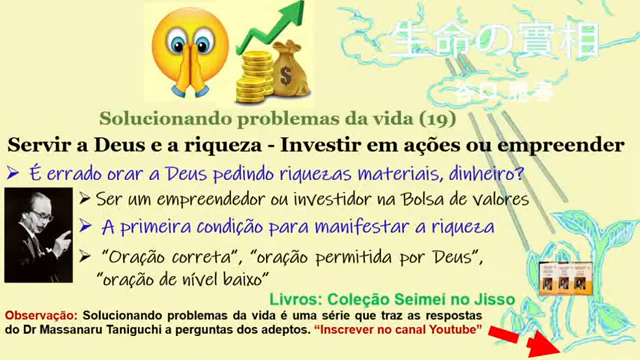 生命の實相
谷口 雅春
Solucionando problemas da vida (19)
Servir a Deus e a riqueza - Investir em ações ou empreender
É errado orar a Deus pedindo riquezas materiais, dinheiro?
Ser um empreendedor ou investidor na Bolsa de valores
A primeira condição para manifestar a riqueza
“Oração correta”, “oração permitida por Deus”,
“oração de nível baixo”
Livros: Coleção Seimei no Jisso
Observação: Solucionando problemas da vida é uma série que traz as respostas
do Dr Massanaru Taniguchi a perguntas dos adeptos. “Inscrever no canal Youtube”